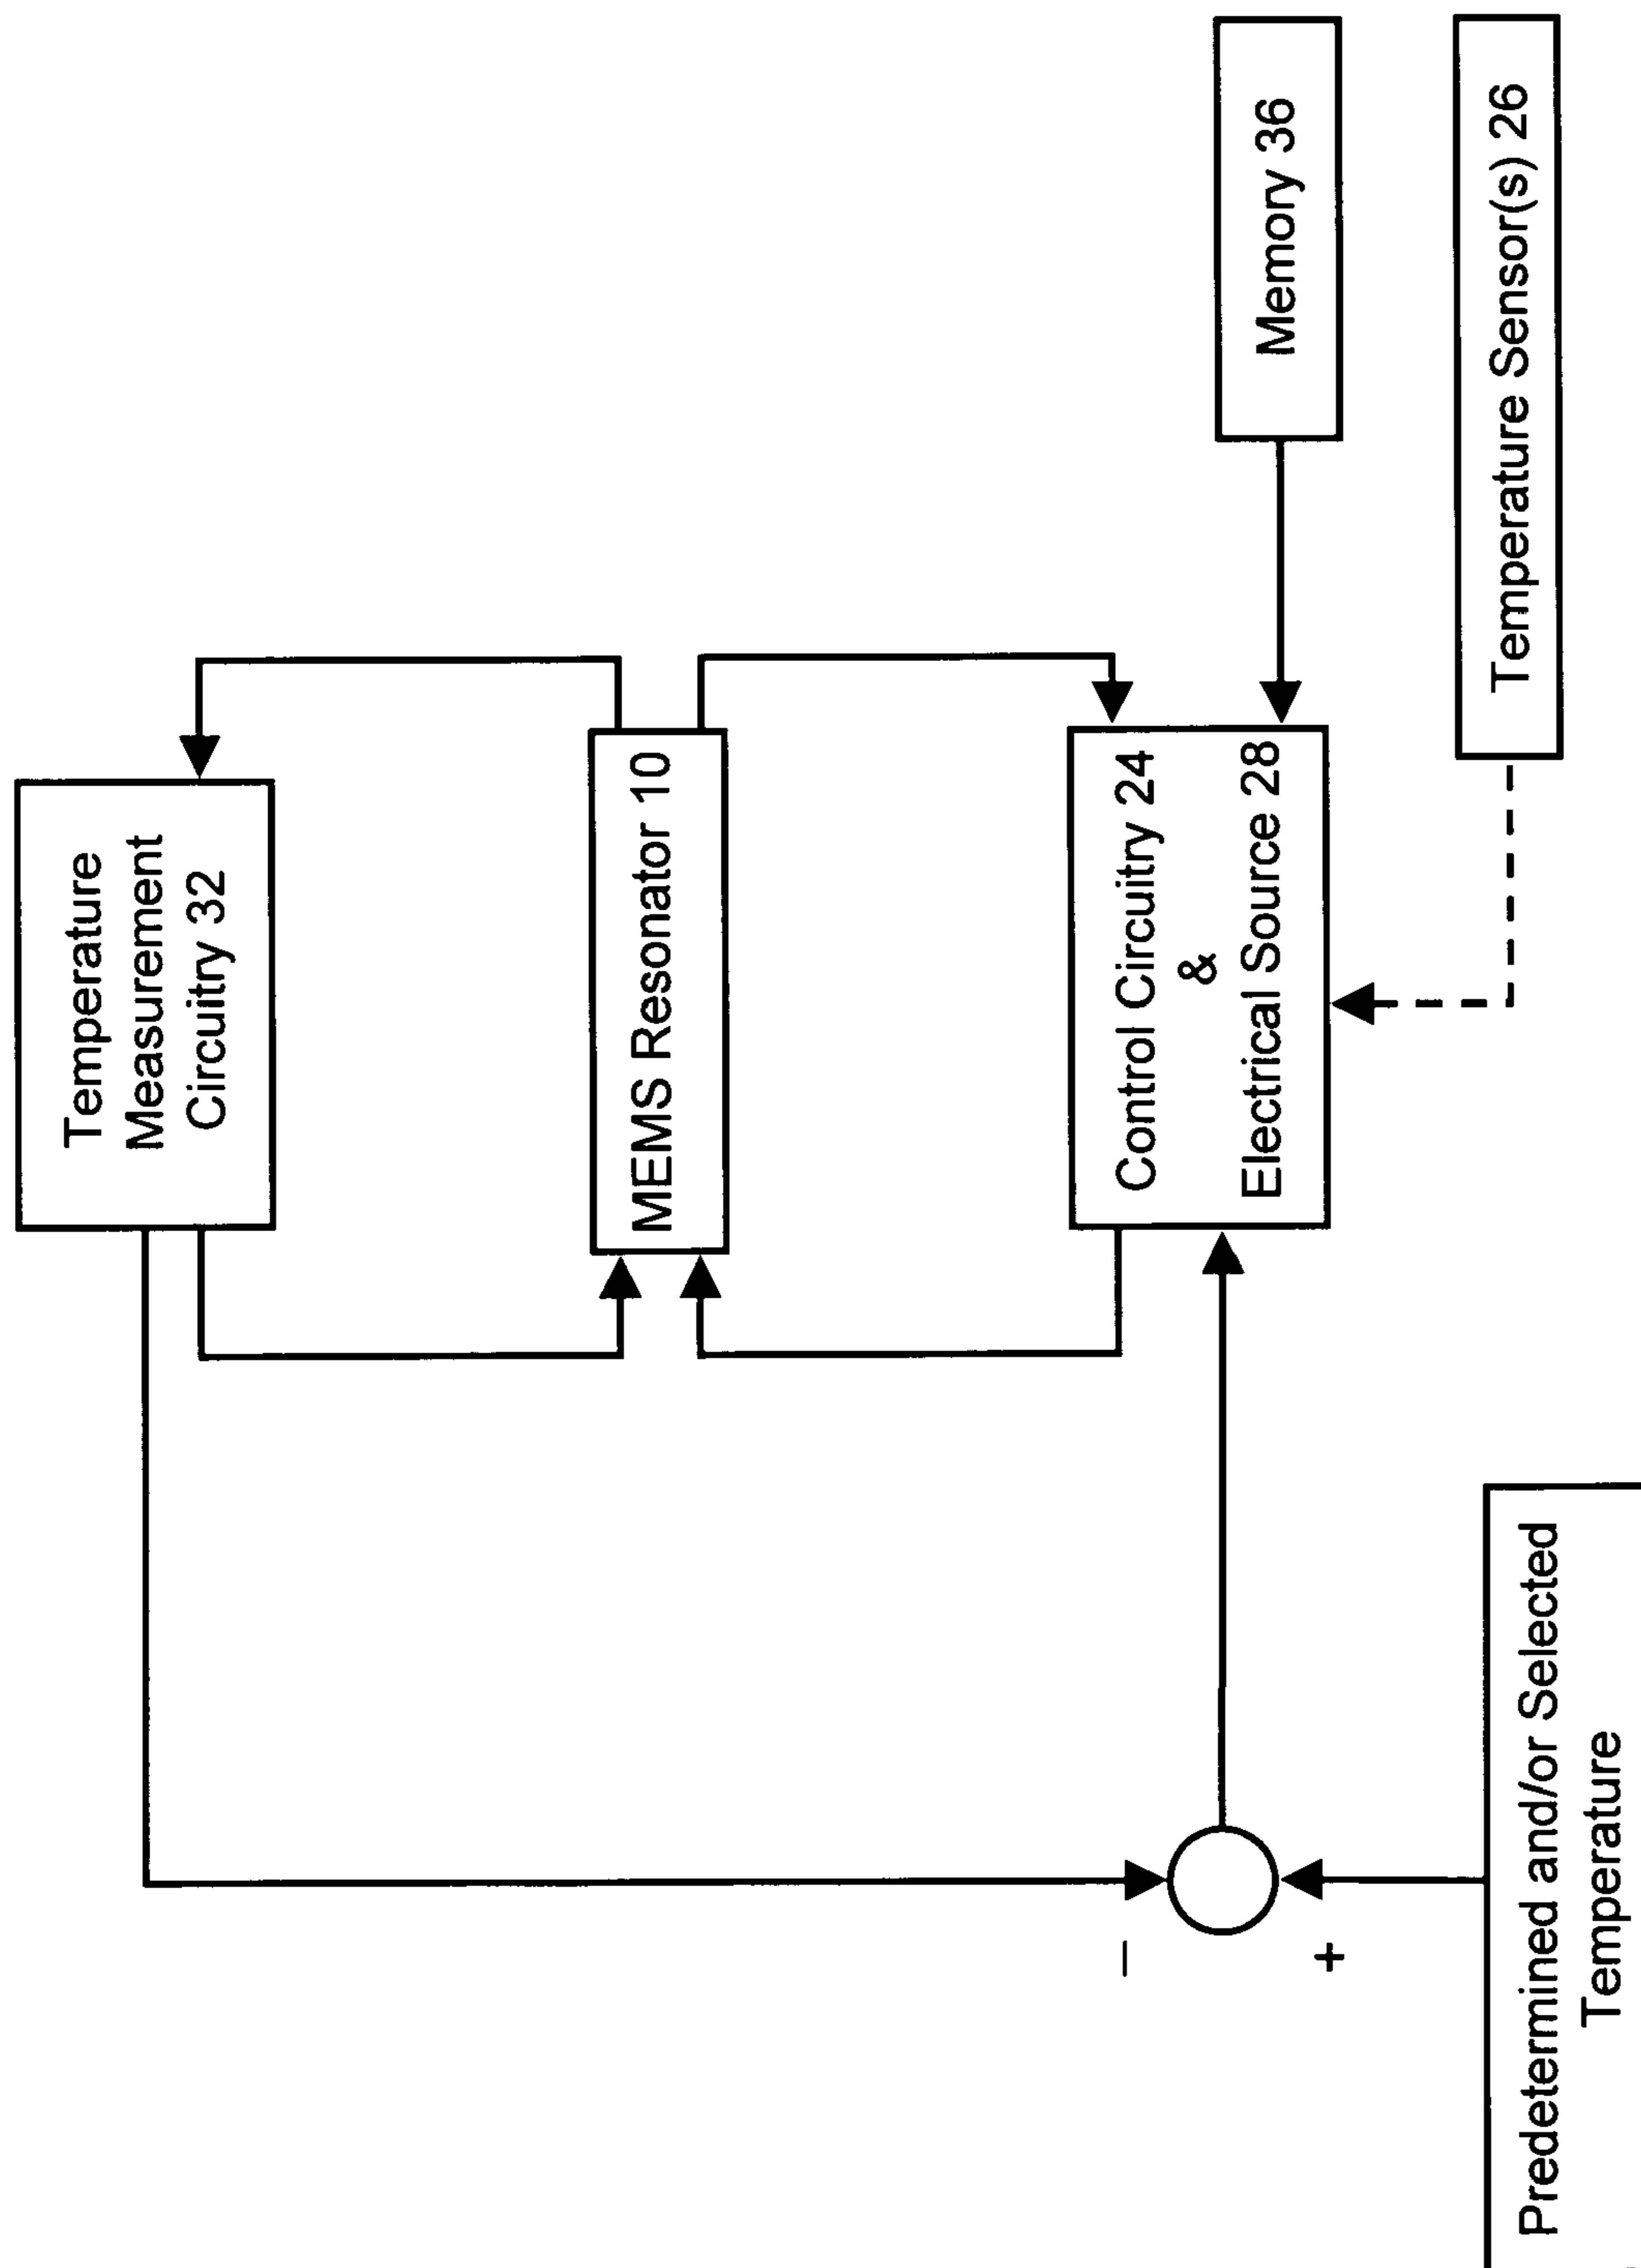 Temperature
Measurement
Circuitry 32
MEMS Resonator 10
Control Circuitry 24
&
Electrical Source 28
Memory 36
Temperature Sensor(s) 26
–
+
Predetermined and/or Selected
Temperature